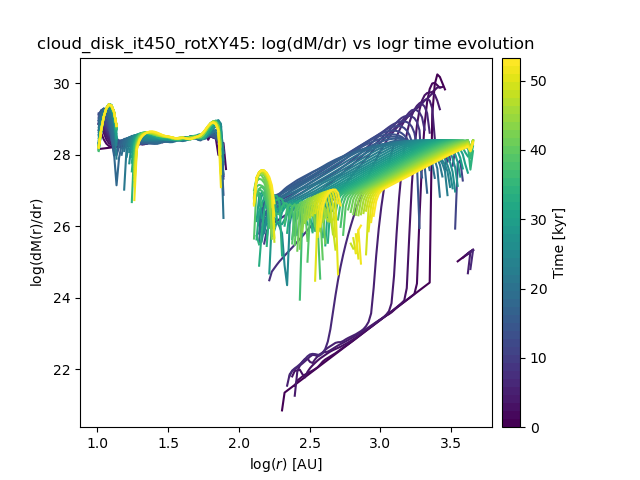 cloud_disk_it450_rotXY45: log(dM/dr) vs logr time evolution
30
28
26
24
22
log(dM(r)/dr)
1.0 1.5 2.0 2.5 3.0 3.5
log(r) [AU]
50
40
30
20
10
0
Time [kyr]